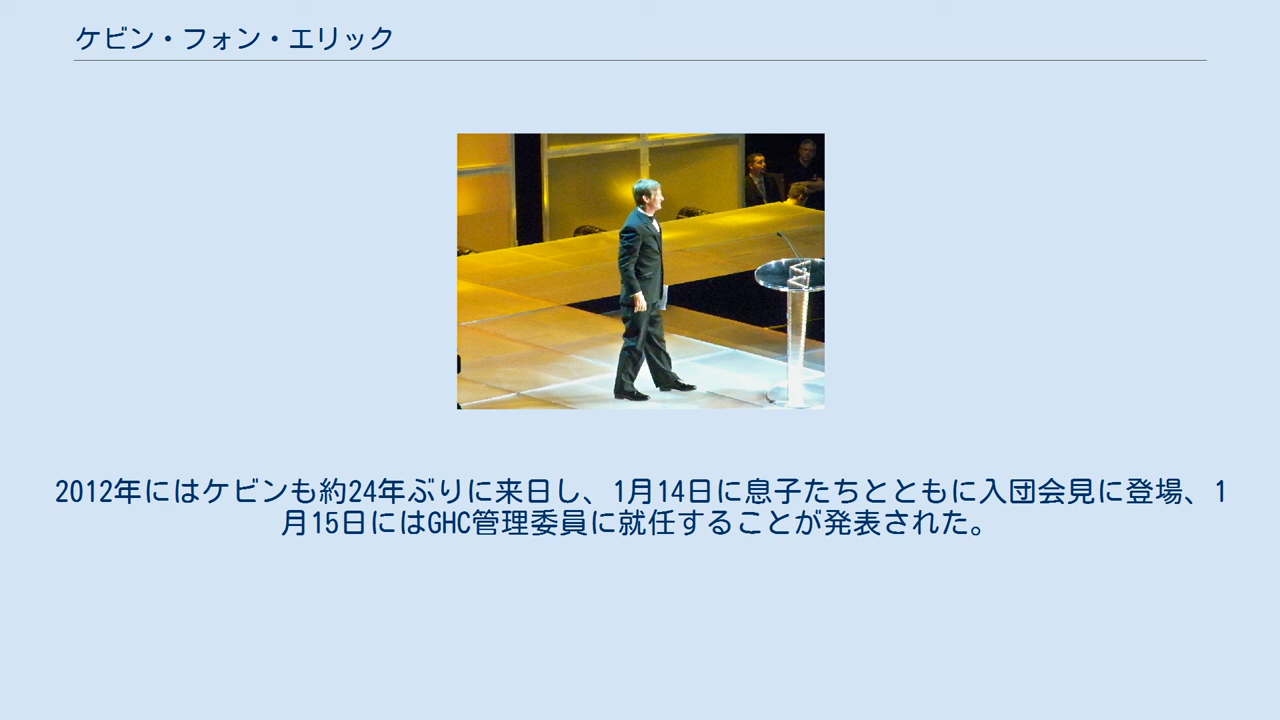 ケビン・フォン・エリック
2012年にはケビンも約24年ぶりに来日し、1月14日に息子たちとともに入団会見に登場、1
月15日にはGHC管理委員に就任することが発表された。